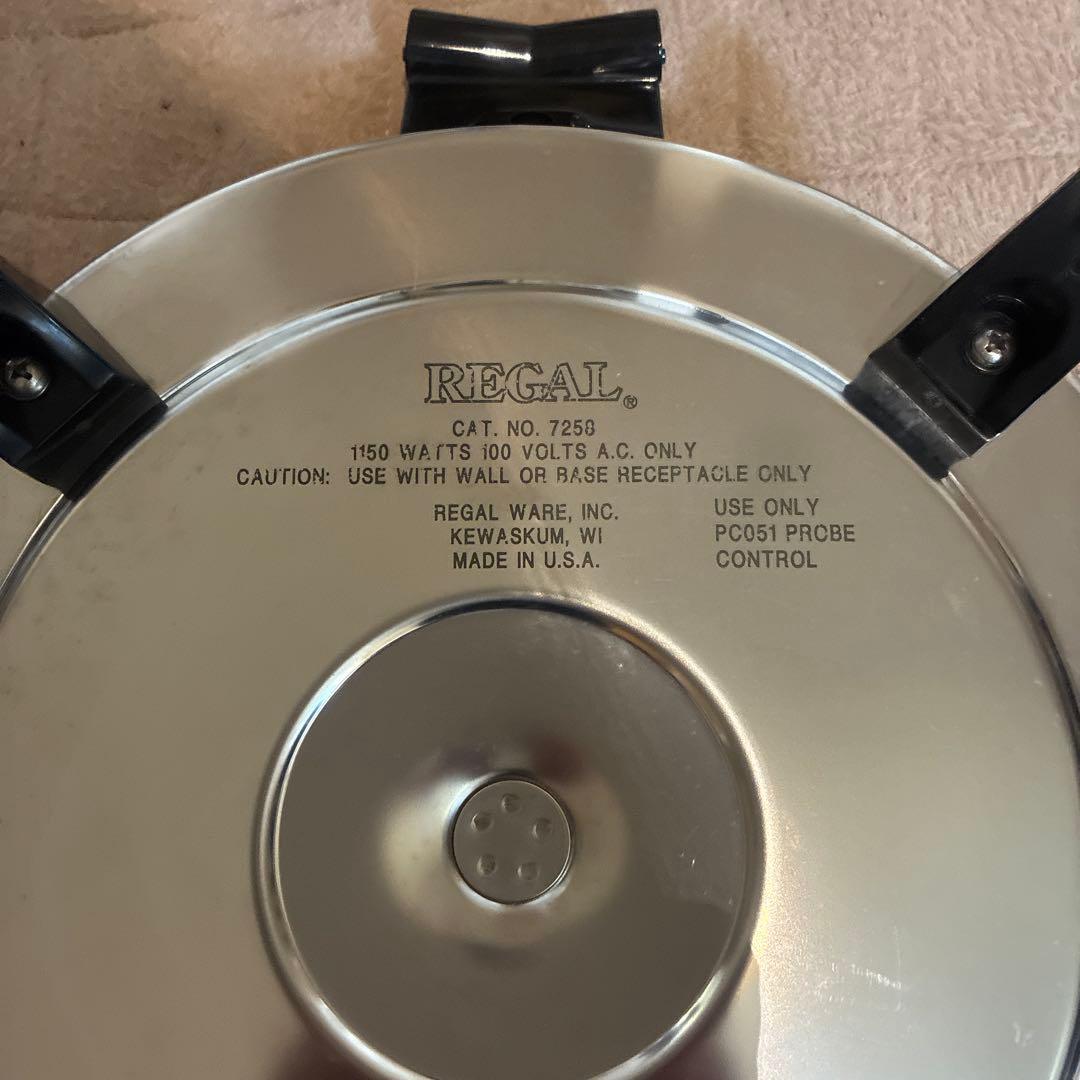 REGAL®
CAT. NO. 7258
1150 WATTS 100 VOLTS A.C. ONLY
CAUTION: USE WITH WALL OR BASE RECEPTACLE ONLY
REGAL WARE, INC.
KEWASKUM, WI
MADE IN U.S.A.
USE ONLY
PC051 PROBE
CONTROL